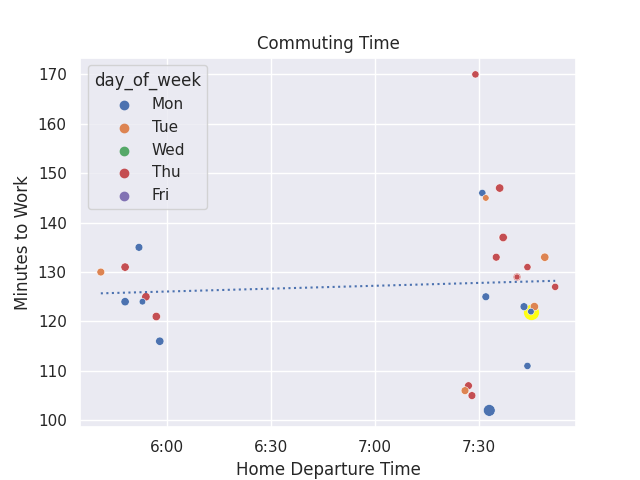 Commuting Time
day_of_week
Mon
Tue
Wed
Thu
Fri
170
160
150
140
130
120
110
100
Minutes to Work
6:00 6:30 7:00 7:30
Home Departure Time